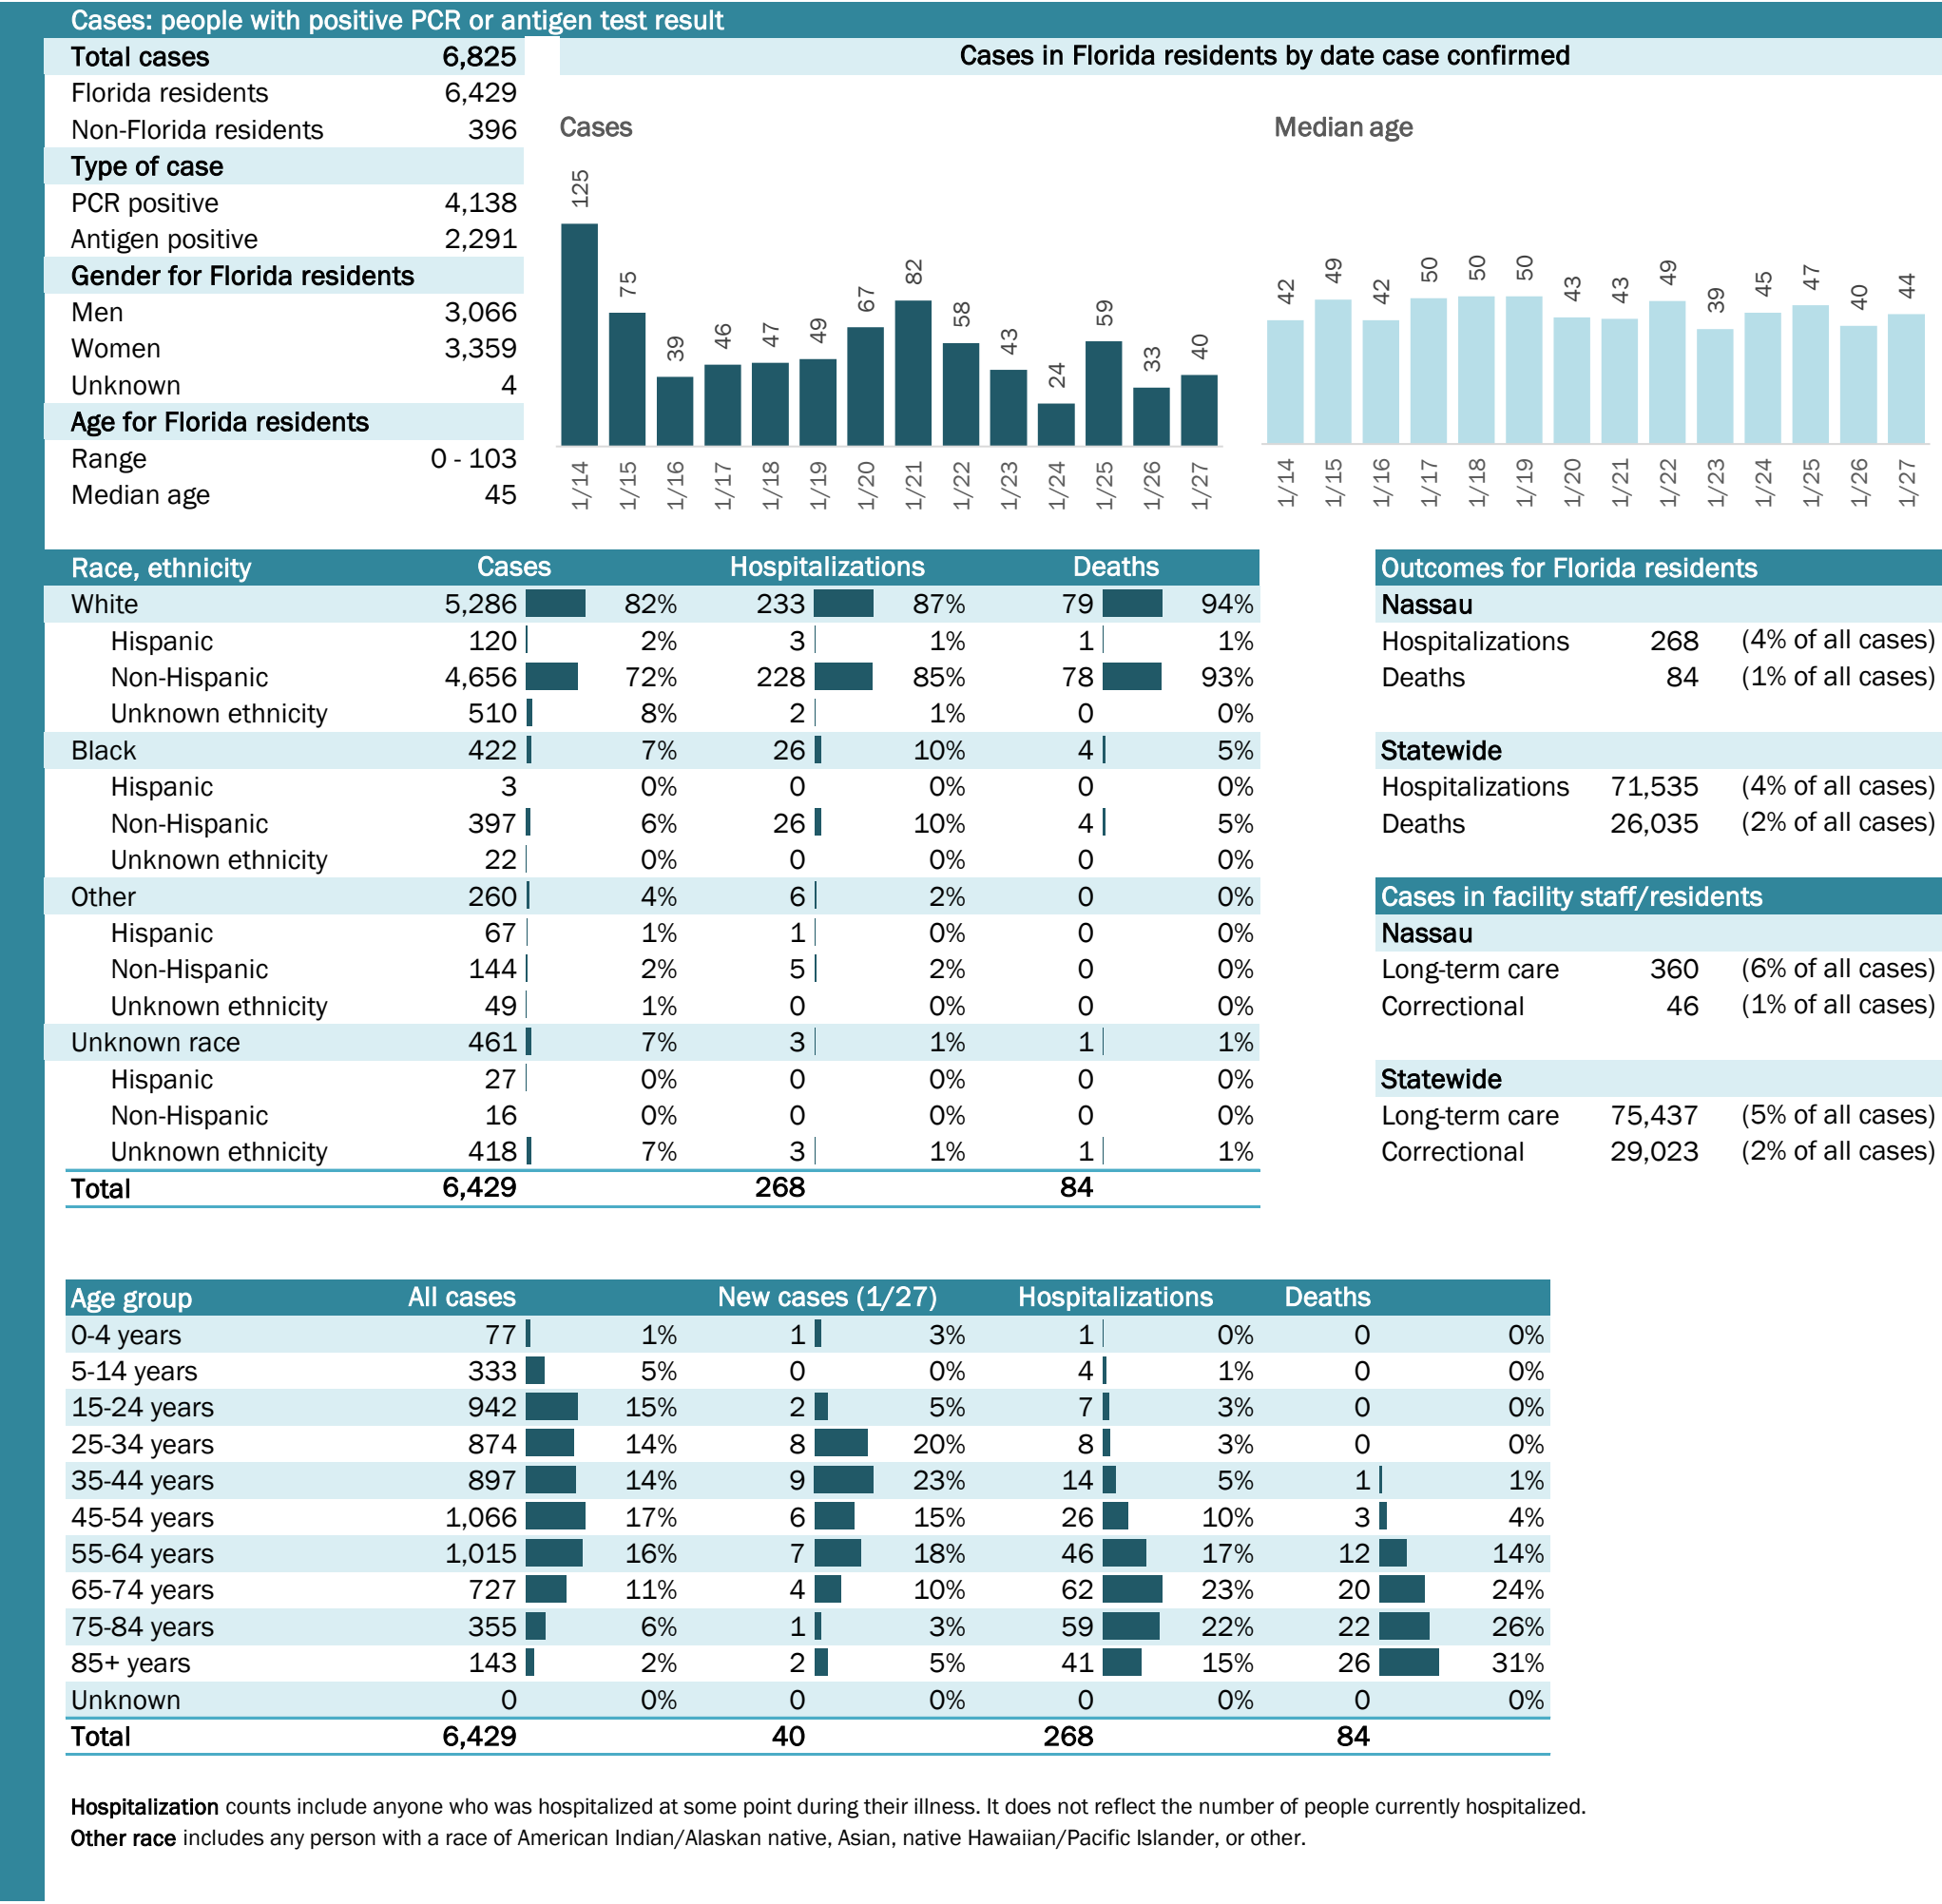 Cases: people with positive PCR or antigen test result
Total cases 6,825
Florida residents 6,429
Non-Florida residents 396
Type of case
PCR positive 4,138
Antigen positive 2,291
Gender for Florida residents
Men 3,066
Women 3,359
Unknown 4
Age for Florida residents
Range 0 - 103
Median age 45
Cases in Florida residents by date case confirmed
Cases
125 75 39 46 47 49 67 82 58 43 24 59 33 40
1/14 1/15 1/16 1/17 1/18 1/19 1/20 1/21 1/22 1/23 1/24 1/25 1/26 1/27
Median age
42 49 42 50 50 50 43 43 49 39 45 47 40 44
1/14 1/15 1/16 1/17 1/18 1/19 1/20 1/21 1/22 1/23 1/24 1/25 1/26 1/27
Race, ethnicity Cases Hospitalizations Deaths
White 5,286 82% 233 87% 79 94%
Hispanic 120 2% 3 1% 1 1%
Non-Hispanic 4,656 72% 228 85% 78 93%
Unknown ethnicity 510 8% 2 1% 0 0%
Black 422 7% 26 10% 4 5%
Hispanic 3 0% 0 0% 0 0%
Non-Hispanic 397 6% 26 10% 4 5%
Unknown ethnicity 22 0% 0 0% 0 0%
Other 260 4% 6 2% 0 0%
Hispanic 67 1% 1 0% 0 0%
Non-Hispanic 144 2% 5 2% 0 0%
Unknown ethnicity 49 1% 0 0% 0 0%
Unknown race 461 7% 3 1% 1 1%
Hispanic 27 0% 0 0% 0 0%
Non-Hispanic 16 0% 0 0% 0 0%
Unknown ethnicity 418 7% 3 1% 1 1%
Total 6,429 268 84
Outcomes for Florida residents
Nassau
Hospitalizations 268 (4% of all cases)
Deaths 84 (1% of all cases)
Statewide
Hospitalizations 71,535 (4% of all cases)
Deaths 26,035 (2% of all cases)
Cases in facility staff/residents
Nassau
Long-term care 360 (6% of all cases)
Correctional 46 (1% of all cases)
Statewide
Long-term care 75,437 (5% of all cases)
Correctional 29,023 (2% of all cases)
Age group All cases New cases (1/27) Hospitalizations Deaths
0-4 years 77 1% 1 3% 1 0% 0 0%
5-14 years 333 5% 0 0% 4 1% 0 0%
15-24 years 942 15% 2 5% 7 3% 0 0%
25-34 years 874 14% 8 20% 8 3% 0 0%
35-44 years 897 14% 9 23% 14 5% 1 1%
45-54 years 1,066 17% 6 15% 26 10% 3 4%
55-64 years 1,015 16% 7 18% 46 17% 12 14%
65-74 years 727 11% 4 10% 62 23% 20 24%
75-84 years 355 6% 1 3% 59 22% 22 26%
85+ years 143 2% 2 5% 41 15% 26 31%
Unknown 0 0% 0 0% 0 0% 0 0%
Total 6,429 40 268 84
Hospitalization counts include anyone who was hospitalized at some point during their illness. It does not reflect the number of people currently hospitalized.
Other race includes any person with a race of American Indian/Alaskan native, Asian, native Hawaiian/Pacific Islander, or other.